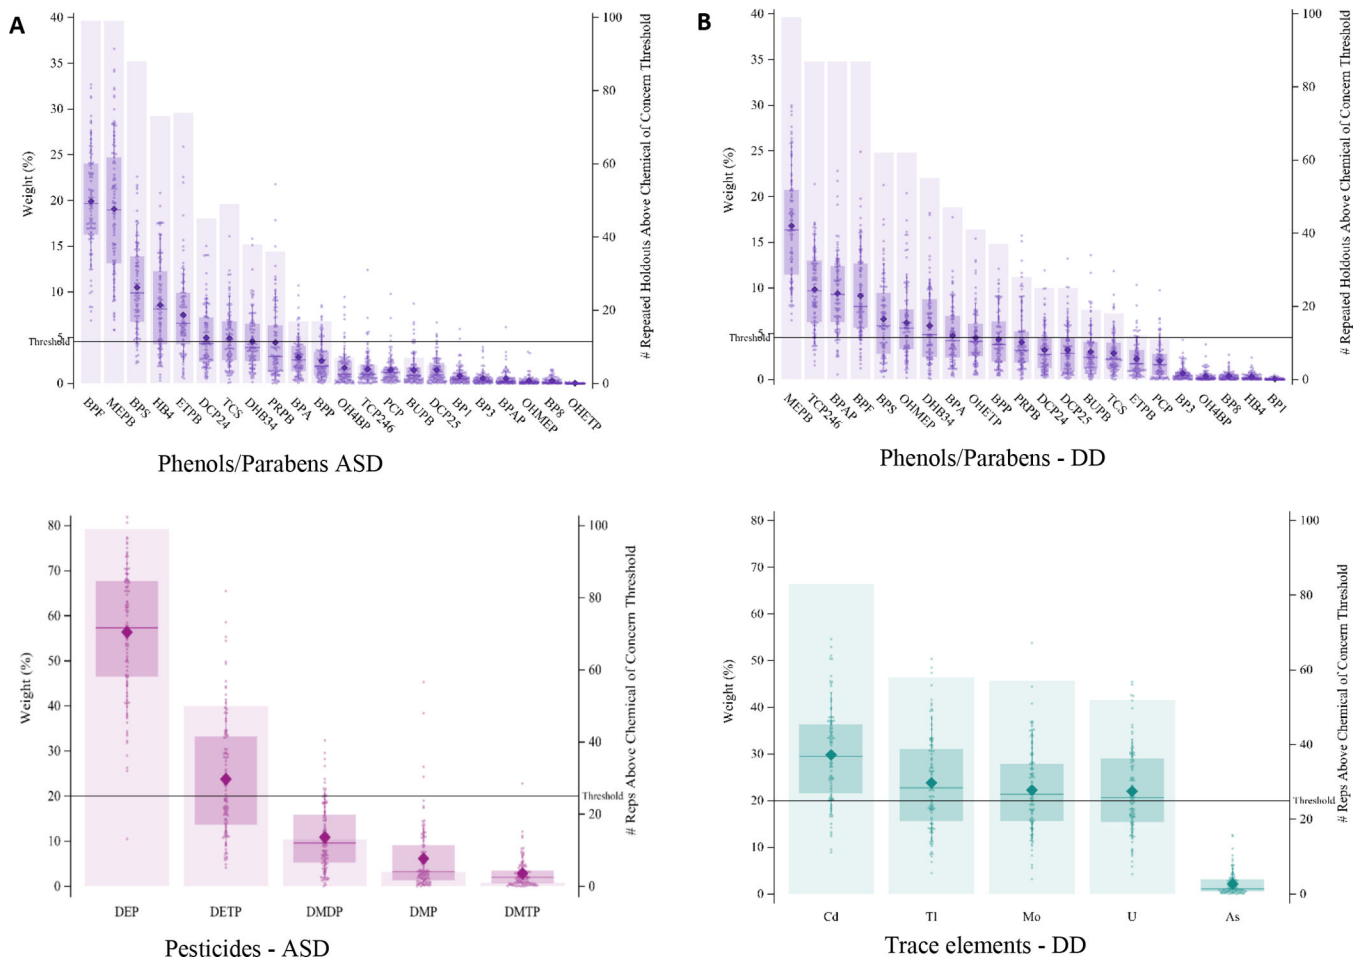 A
40
35
30
25
20
15
10
5
0
Weight (%)
Threshold
100
80
60
40
20
0
# Repeated Holdouts Above Chemical of Concern Threshold
BPF MEPB BPS HB4 ETPB DCP24 TCS DHB34 PRPB BPA BPP OH4BP TCP246 PCP BUPB DCP25 BP1 BP3 BPAP OHMEP BP8 OHETP
Phenols/Parabens ASD
B
40
35
30
25
20
15
10
5
0
Weight (%)
Threshold
100
80
60
40
20
0
# Repeated Holdouts Above Chemical of Concern Threshold
MEPB TCP246 BPAP BPF BPS OHMEP DHB34 BPA OHETP BPP PRPB DCP24 DCP25 BUPB TCS ETPB PCP BP3 OH4BP BP8 HB4 BP1
Phenols/Parabens - DD
80
70
60
50
40
30
20
10
0
Weight (%)
Threshold
100
80
60
40
20
0
# Reps Above Chemical of Concern Threshold
DEP DETP DMDP DMP DMTP
Pesticides - ASD
80
70
60
50
40
30
20
10
0
Weight (%)
Threshold
100
80
60
40
20
0
# Reps Above Chemical of Concern Threshold
Cd Tl Mo U As
Trace elements - DD